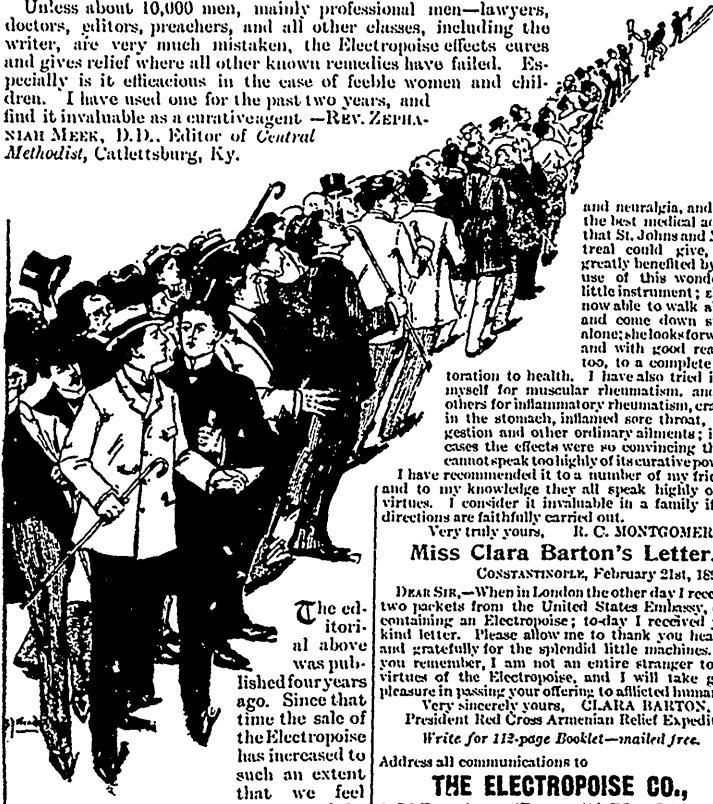 Unless about 10,000 men, mainly professional men—lawyers,
doctors, editors, preachers, and all other classes, including the
writer, are very much mistaken, the Electropoise effects cures
and gives relief where all other known remedies have failed. Es-
pecially is it efficacious in the case of feeble women and chil-
dren. I have used one for the past two years, and
find it invaluable as a curative agent —REV. ZEPHA-
NIAH MEEK, D.D., Editor of Central
Methodist, Catlettsburg, Ky.
and neuralgia, and
the best medical
that St. Johns and
treal could give,
greatly benefited by
use of this
little instrument;
now able to walk
and come down
alone; she looks
and with good
too, to a complete
toration to health. I have also tried
myself for muscular rheumatism, and
others for inflammatory rheumatism,
in the stomach, inflamed sore throat,
gestion and other ordinary ailments;
cases the effects were so convincing
cannot speak too highly of its curative
I have recommended it to a number of my
and to my knowledge they all speak highly
virtues. I consider it invaluable in a family
directions are faithfully carried out.
Very truly yours, R. C. MONTGOMER
Miss Clara Barton's Letter.
CONSTANTINOPLE, February 21st,
DEAR SIR,—When in London the other day I
two packets from the United States Embassy,
containing an Electropoise; to-day I received
kind letter. Please allow me to thank you
and gratefully for the splendid little machines.
you remember, I am not an entire stranger to
virtues of the Electropoise, and I will take
pleasure in passing your offering to afflicted
Very sincerely yours, CLARA BARTON,
President Red Cross Armenian Relief
Write for 112-page Booklet—mailed free.
Address all communications to
THE ELECTROPOISE CO.,
The ed-
itori-
al above
was pub-
lished four years
ago. Since that
time the sale of
the Electropoise
has increased to
such an extent
that we feel